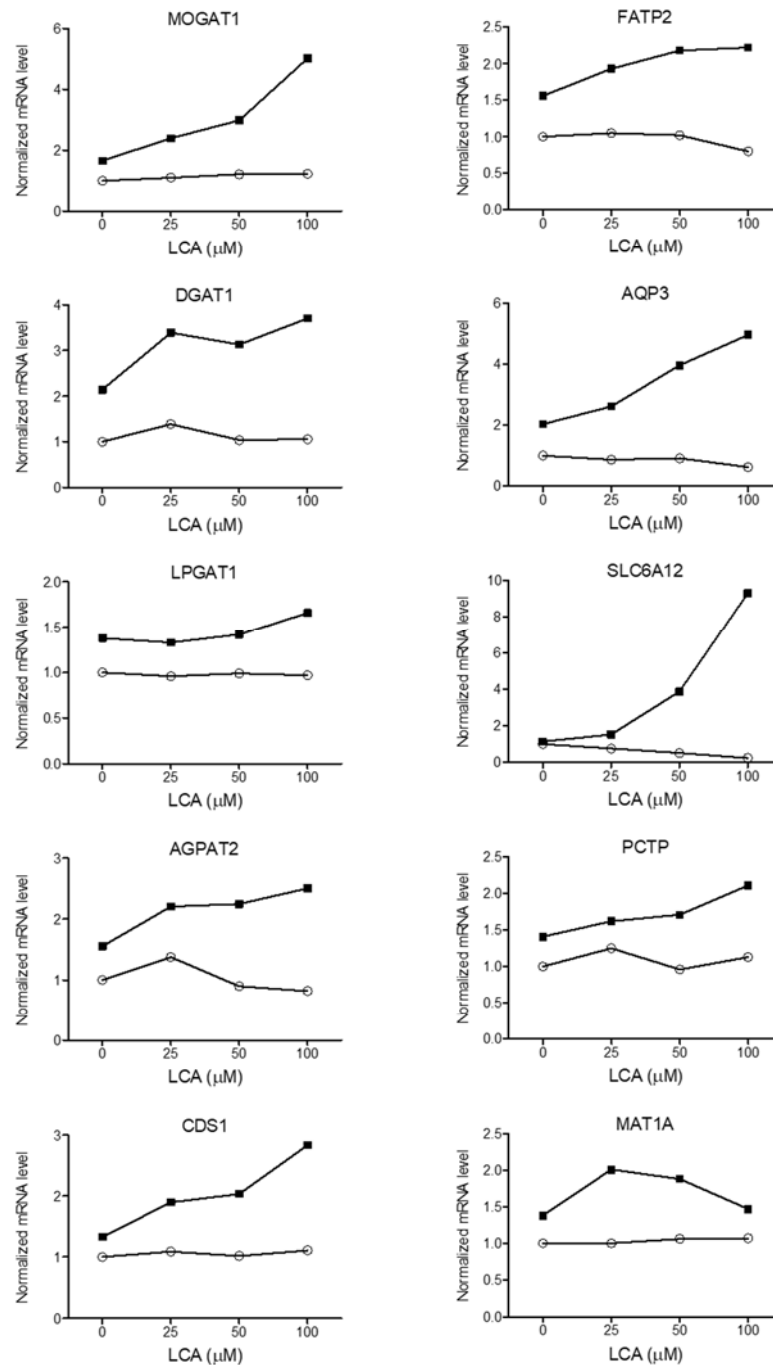 MOGAT1
Normalized mRNA level
6
4
2
0
0 25 50 100
LCA (μM)
FATP2
Normalized mRNA level
2.5
2.0
1.5
1.0
0.5
0.0
0 25 50 100
LCA (μM)
DGAT1
Normalized mRNA level
4
3
2
1
0
0 25 50 100
LCA (μM)
AQP3
Normalized mRNA level
6
4
2
0
0 25 50 100
LCA (μM)
LPGAT1
Normalized mRNA level
2.0
1.5
1.0
0.5
0.0
0 25 50 100
LCA (μM)
SLC6A12
Normalized mRNA level
10
8
6
4
2
0
0 25 50 100
LCA (μM)
AGPAT2
Normalized mRNA level
3
2
1
0
0 25 50 100
LCA (μM)
PCTP
Normalized mRNA level
2.5
2.0
1.5
1.0
0.5
0.0
0 25 50 100
LCA (μM)
CDS1
Normalized mRNA level
3
2
1
0
0 25 50 100
LCA (μM)
MAT1A
Normalized mRNA level
2.5
2.0
1.5
1.0
0.5
0.0
0 25 50 100
LCA (μM)